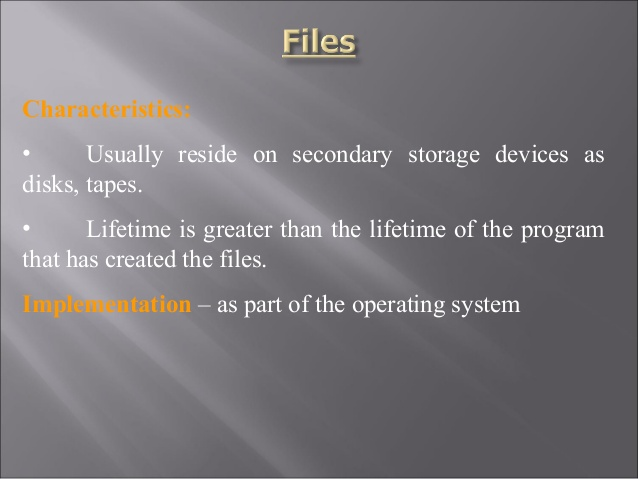 Files
Characteristics:
• Usually reside on secondary storage devices as
disks, tapes.
• Lifetime is greater than the lifetime of the program
that has created the files.
Implementation – as part of the operating system